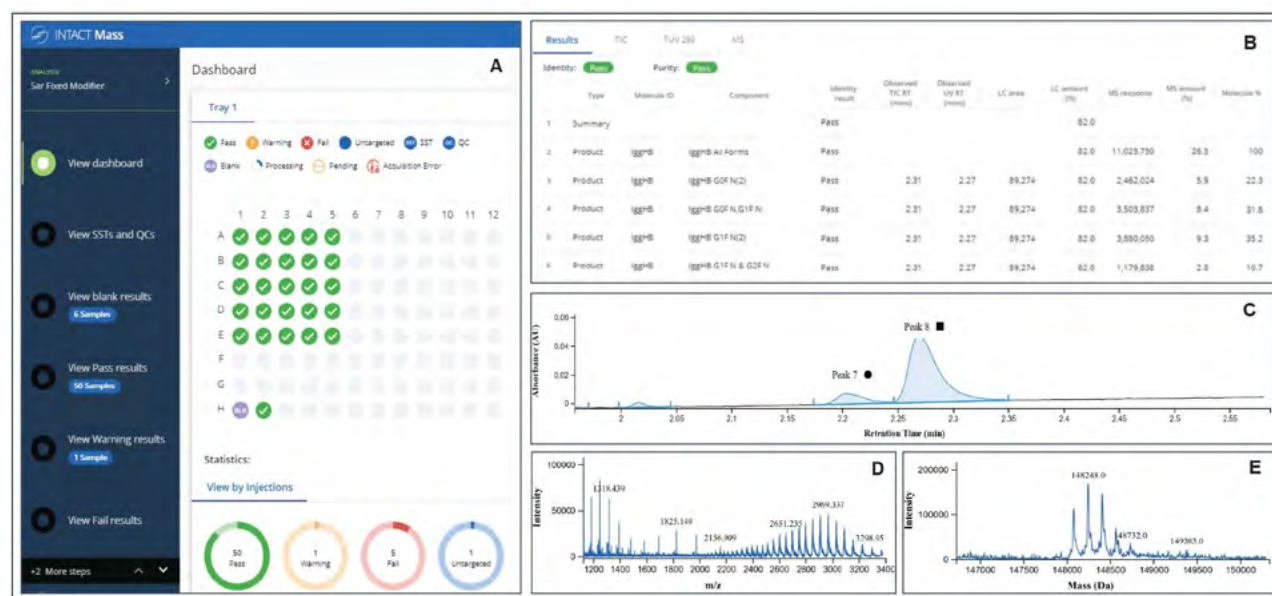 INTACT Mass
A
ANALYSIS
Sar Fixed Modifier
View dashboard
View SSTs and QCs
View blank results
6 Samples
View Pass results
50 Samples
View Warning results
1 Sample
View Fail results
+2 More steps
Dashboard
Tray 1
Pass Warning Fail Untargeted SST SST QC QC
BLK Blank Processing Pending Acquisition Error
1 2 3 4 5 6 7 8 9 10 11 12
A
B
C
D
E
F
G
H BLK
Statistics:
View by Injections
50 Pass
1 Warning
5 Fail
1 Untargeted
Results TIC TUV 280 MS
B
Identity: Pass Purity: Pass
Type Molecule ID Component Identity result Observed TIC RT (mins) Observed UV RT (mins) LC area LC amount (%) MS response MS amount (%) Molecule %
1 Summary Pass 82.0
2 Product IggHB IggHB All Forms Pass 82.0 11,025,750 26.3 100
3 Product IggHB IggHB G0F N(2) Pass 2.31 2.27 89,274 82.0 2,462,024 5.9 22.3
4 Product IggHB IggHB G0F N,G1F N Pass 2.31 2.27 89,274 82.0 3,503,837 8.4 31.8
5 Product IggHB IggHB G1F N(2) Pass 2.31 2.27 89,274 82.0 3,880,050 9.3 35.2
6 Product IggHB IggHB G1F N & G2F N Pass 2.31 2.27 89,274 82.0 1,179,838 2.8 10.7
C
Absorbance (AU)
0.06
0.04
0.02
0
Peak 8
Peak 7
2 2.05 2.1 2.15 2.2 2.25 2.3 2.35 2.4 2.45 2.5 2.55
Retration Time (min)
D
Intensity
100000
50000
0
1318.439
1825.149
2136.909
2651.235
2969.337
3298.95
1200 1400 1600 1800 2000 2200 2400 2600 2800 3000 3200 3400
m/z
E
Intensity
200000
100000
0
148248.0
148732.0
149383.0
147000 147500 148000 148500 149000 149500 150000
Mass (Da)